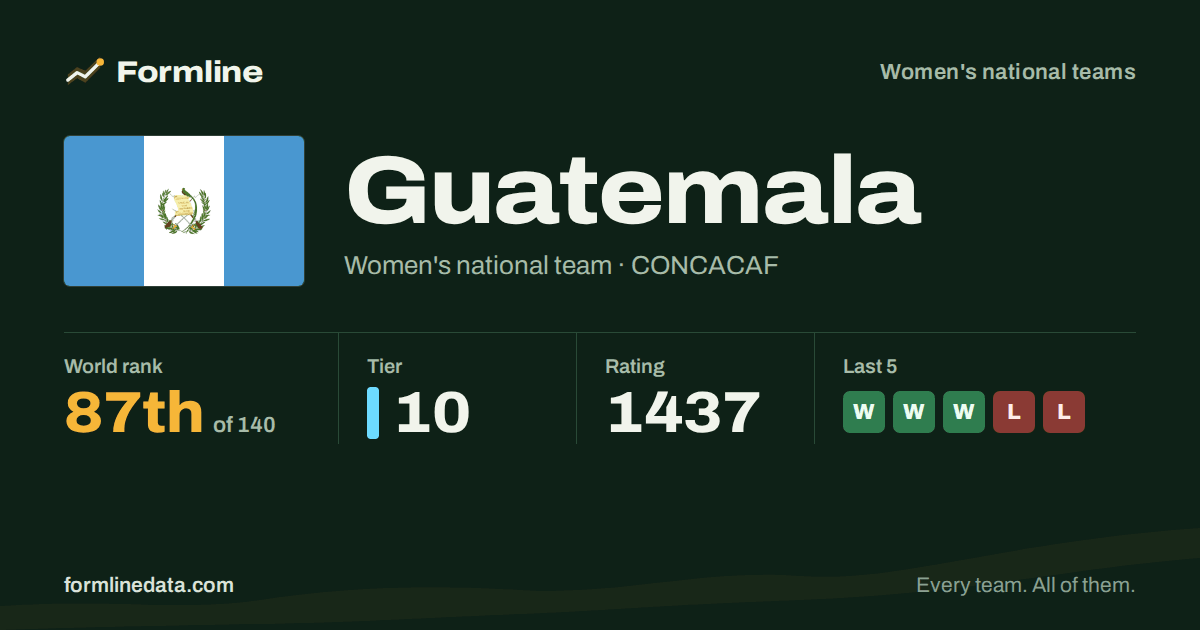 Formline
Women's national teams
Guatemala
Women's national team · CONCACAF
World rank
87th of 140
Tier
10
Rating
1437
Last 5
W W W L L
formlinedata.com
Every team. All of them.